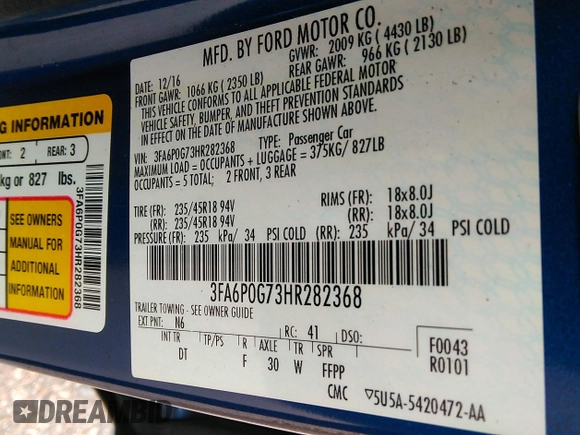 MFD. BY FORD MOTOR CO.
DATE: 12/16 GVWR: 2009 KG ( 4430 LB)
FRONT GAWR: 1066 KG ( 2350 LB) REAR GAWR: 966 KG ( 2130 LB)
THIS VEHICLE CONFORMS TO ALL APPLICABLE FEDERAL MOTOR
VEHICLE SAFETY, BUMPER, AND THEFT PREVENTION STANDARDS
IN EFFECT ON THE DATE OF MANUFACTURE SHOWN ABOVE.
VIN: 3FA6P0G73HR282368 TYPE: Passenger Car
MAXIMUM LOAD = OCCUPANTS + LUGGAGE = 375KG/ 827LB
OCCUPANTS = 5 TOTAL; 2 FRONT, 3 REAR
TIRE (FR): 235/45R18 94V RIMS (FR): 18x8.0J
(RR): 235/45R18 94V (RR): 18x8.0J
PRESSURE (FR): 235 kPa/ 34 PSI COLD (RR): 235 kPa/ 34 PSI COLD
3FA6P0G73HR282368
TRAILER TOWING - SEE OWNER GUIDE
EXT PNT: N6 RC: 41 DSO:
INT TR TP/PS R AXLE TR SPR F0043
DT F 30 W FFPP R0101
CMC ▽5U5A-5420472-AA
G INFORMATION
ONT: 2 REAR: 3
kg or 827 lbs.
SEE OWNERS
MANUAL FOR
ADDITIONAL
INFORMATION
3FA6P0G73HR282368
DREAMBID